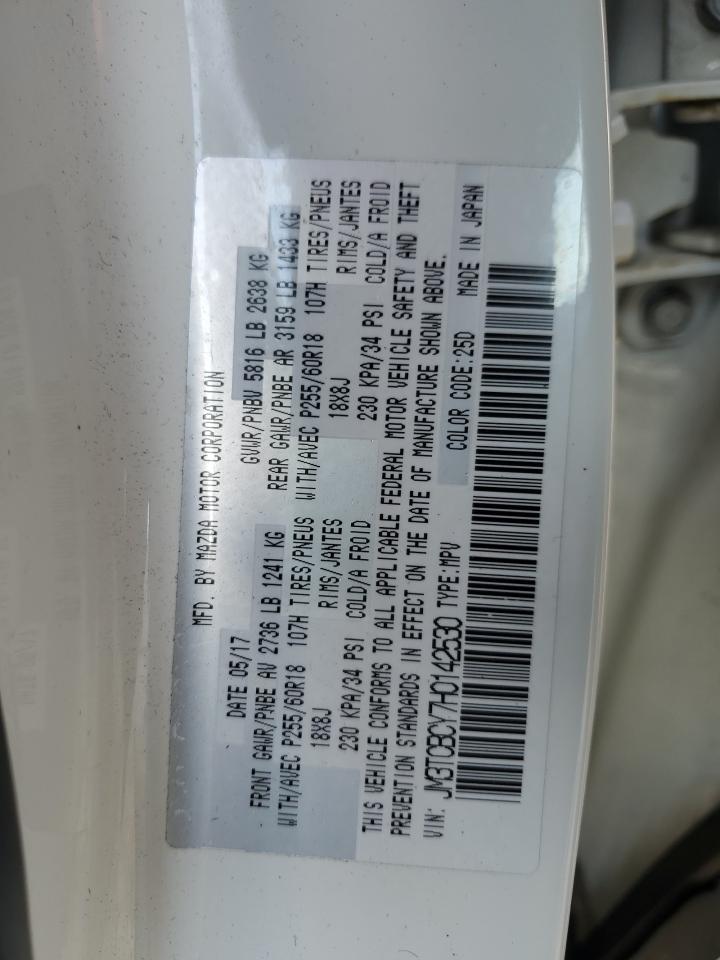 MFD. BY MAZDA MOTOR CORPORATION
DATE 05/17 GVWR/PNBV 5816 LB 2638 KG
FRONT GAWR/PNBE AV 2736 LB 1241 KG REAR GAWR/PNBE AR 3159 LB 1433 KG
WITH/AVEC P255/60R18 107H TIRES/PNEUS WITH/AVEC P255/60R18 107H TIRES/PNEUS
18X8J RIMS/JANTES 18X8J RIMS/JANTES
230 KPA/34 PSI COLD/A FROID 230 KPA/34 PSI COLD/A FROID
THIS VEHICLE CONFORMS TO ALL APPLICABLE FEDERAL MOTOR VEHICLE SAFETY AND THEFT
PREVENTION STANDARDS IN EFFECT ON THE DATE OF MANUFACTURE SHOWN ABOVE.
VIN: JM3TCBCY7H0142530 TYPE:MPV COLOR CODE:25D MADE IN JAPAN